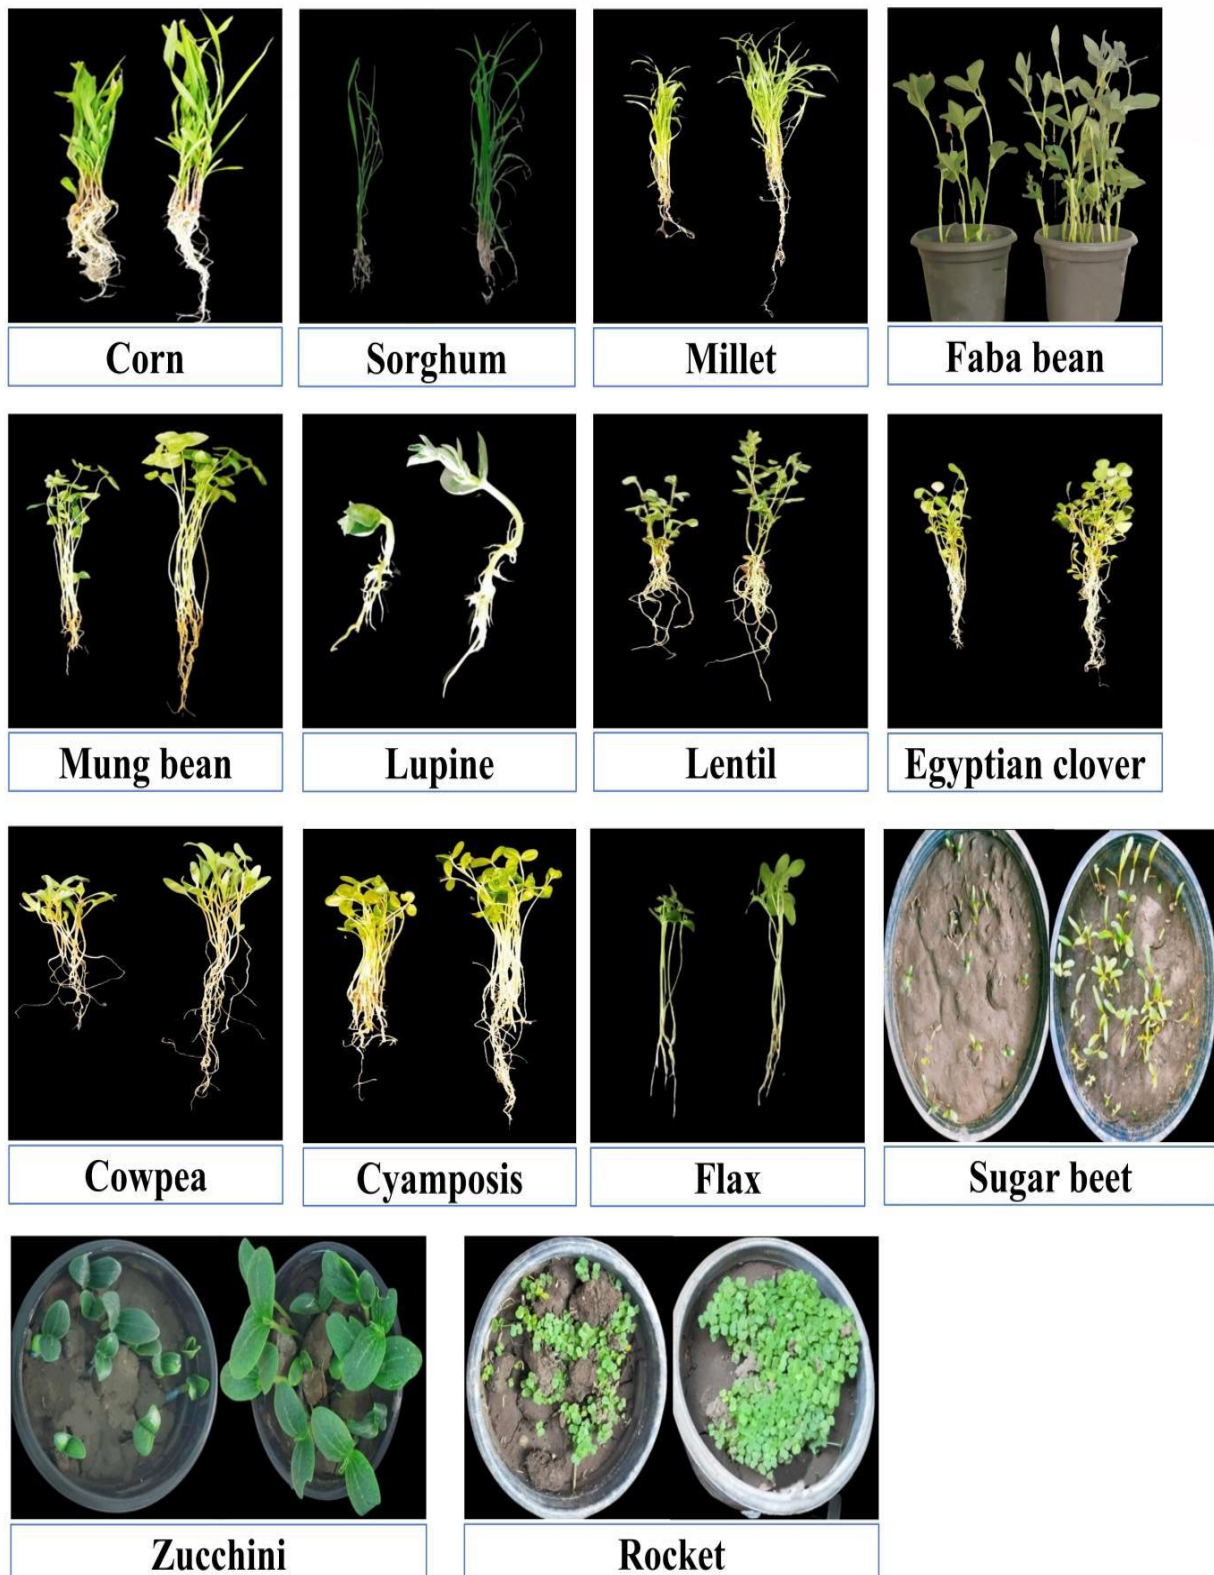 Corn
Sorghum
Millet
Faba bean
Mung bean
Lupine
Lentil
Egyptian clover
Cowpea
Cyamposis
Flax
Sugar beet
Zucchini
Rocket